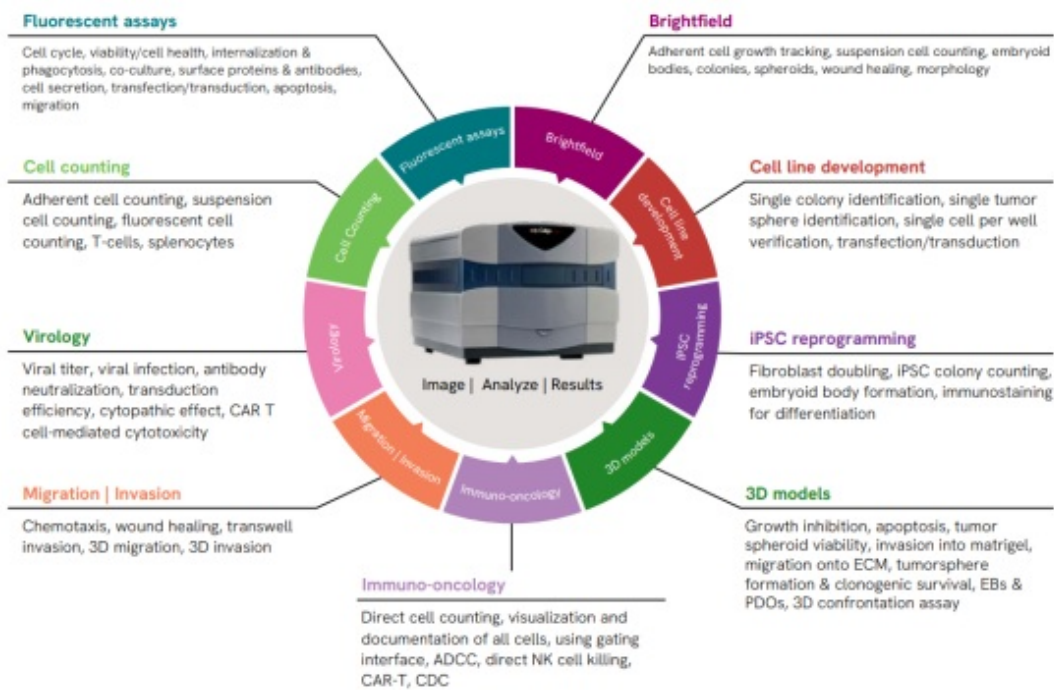 Fluorescent assays
Cell cycle, viability/cell health, internalization &
phagocytosis, co-culture, surface proteins & antibodies,
cell secretion, transfection/transduction, apoptosis,
migration
Brightfield
Adherent cell growth tracking, suspension cell counting, embryoid
bodies, colonies, spheroids, wound healing, morphology
Cell counting
Adherent cell counting, suspension
cell counting, fluorescent cell
counting, T-cells, splenocytes
Cell line development
Single colony identification, single tumor
sphere identification, single cell per well
verification, transfection/transduction
Virology
Viral titer, viral infection, antibody
neutralization, transduction
efficiency, cytopathic effect, CAR T
cell-mediated cytotoxicity
iPSC reprogramming
Fibroblast doubling, iPSC colony counting,
embryoid body formation, immunostaining
for differentiation
Migration | Invasion
Chemotaxis, wound healing, transwell
invasion, 3D migration, 3D invasion
3D models
Growth inhibition, apoptosis, tumor
spheroid viability, invasion into matrigel,
migration onto ECM, tumorsphere
formation & clonogenic survival, EBs &
PDOs, 3D confrontation assay
Immuno-oncology
Direct cell counting, visualization and
documentation of all cells, using gating
interface, ADCC, direct NK cell killing,
CAR-T, CDC
Fluorescent assays
Brightfield
Cell line
development
iPSC
reprogramming
3D models
Immuno-oncology
Migration | Invasion
Virology
Cell Counting
Image | Analyze | Results